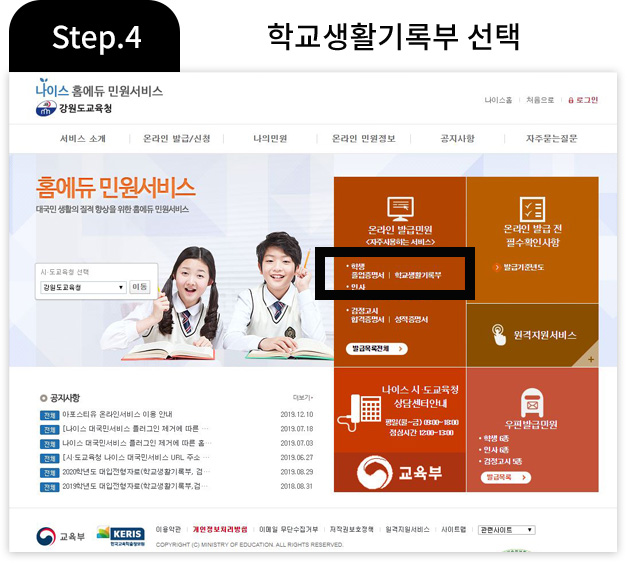 Step.4
학교생활기록부 선택
나이스 홈에듀 민원서비스
강원도교육청
나이스홈 | 처음으로 | 로그인
서비스 소개 온라인 발급/신청 나의민원 온라인 민원정보 공지사항 자주묻는질문
홈에듀 민원서비스
대국민 생활의 질적 향상을 위한 홈에듀 민원서비스
시·도교육청 선택
강원도교육청 이동
온라인 발급민원
<자주사용하는 서비스>
• 학생
졸업증명서 | 학교생활기록부
• 인사
• 검정고시
합격증명서 | 성적증명서
발급목록전체
온라인 발급 전
필수확인사항
발급기준년도
원격지원서비스
나이스 시·도교육청
상담센터안내
평일(월~금) 09:00-18:00
점심시간 12:00-13:00
교육부
우편발급민원
• 학생 6종
• 인사 6종
• 검정고시 5종
발급목록
공지사항 더보기
전체 아포스티유 온라인서비스 이용 안내 2019.12.10
전체 [나이스 대국민서비스 플러그인 제거에 따른 … 2019.07.18
전체 나이스 대국민서비스 플러그인 제거에 따른 홈… 2019.07.03
전체 [시·도교육청 나이스 대국민서비스 URL 주소 … 2019.06.27
전체 2020학년도 대입전형자료(학교생활기록부, 검… 2019.08.29
전체 2019학년도 대입전형자료(학교생활기록부,검… 2018.08.31
교육부
KERIS
한국교육학술정보원
이용약관 | 개인정보처리방침 | 이메일 무단수집거부 | 저작권보호정책 | 원격지원서비스 | 사이트맵 | 관련사이트
COPYRIGHT (C) MINISTRY OF EDUCATION. ALL RIGHTS RESERVED.